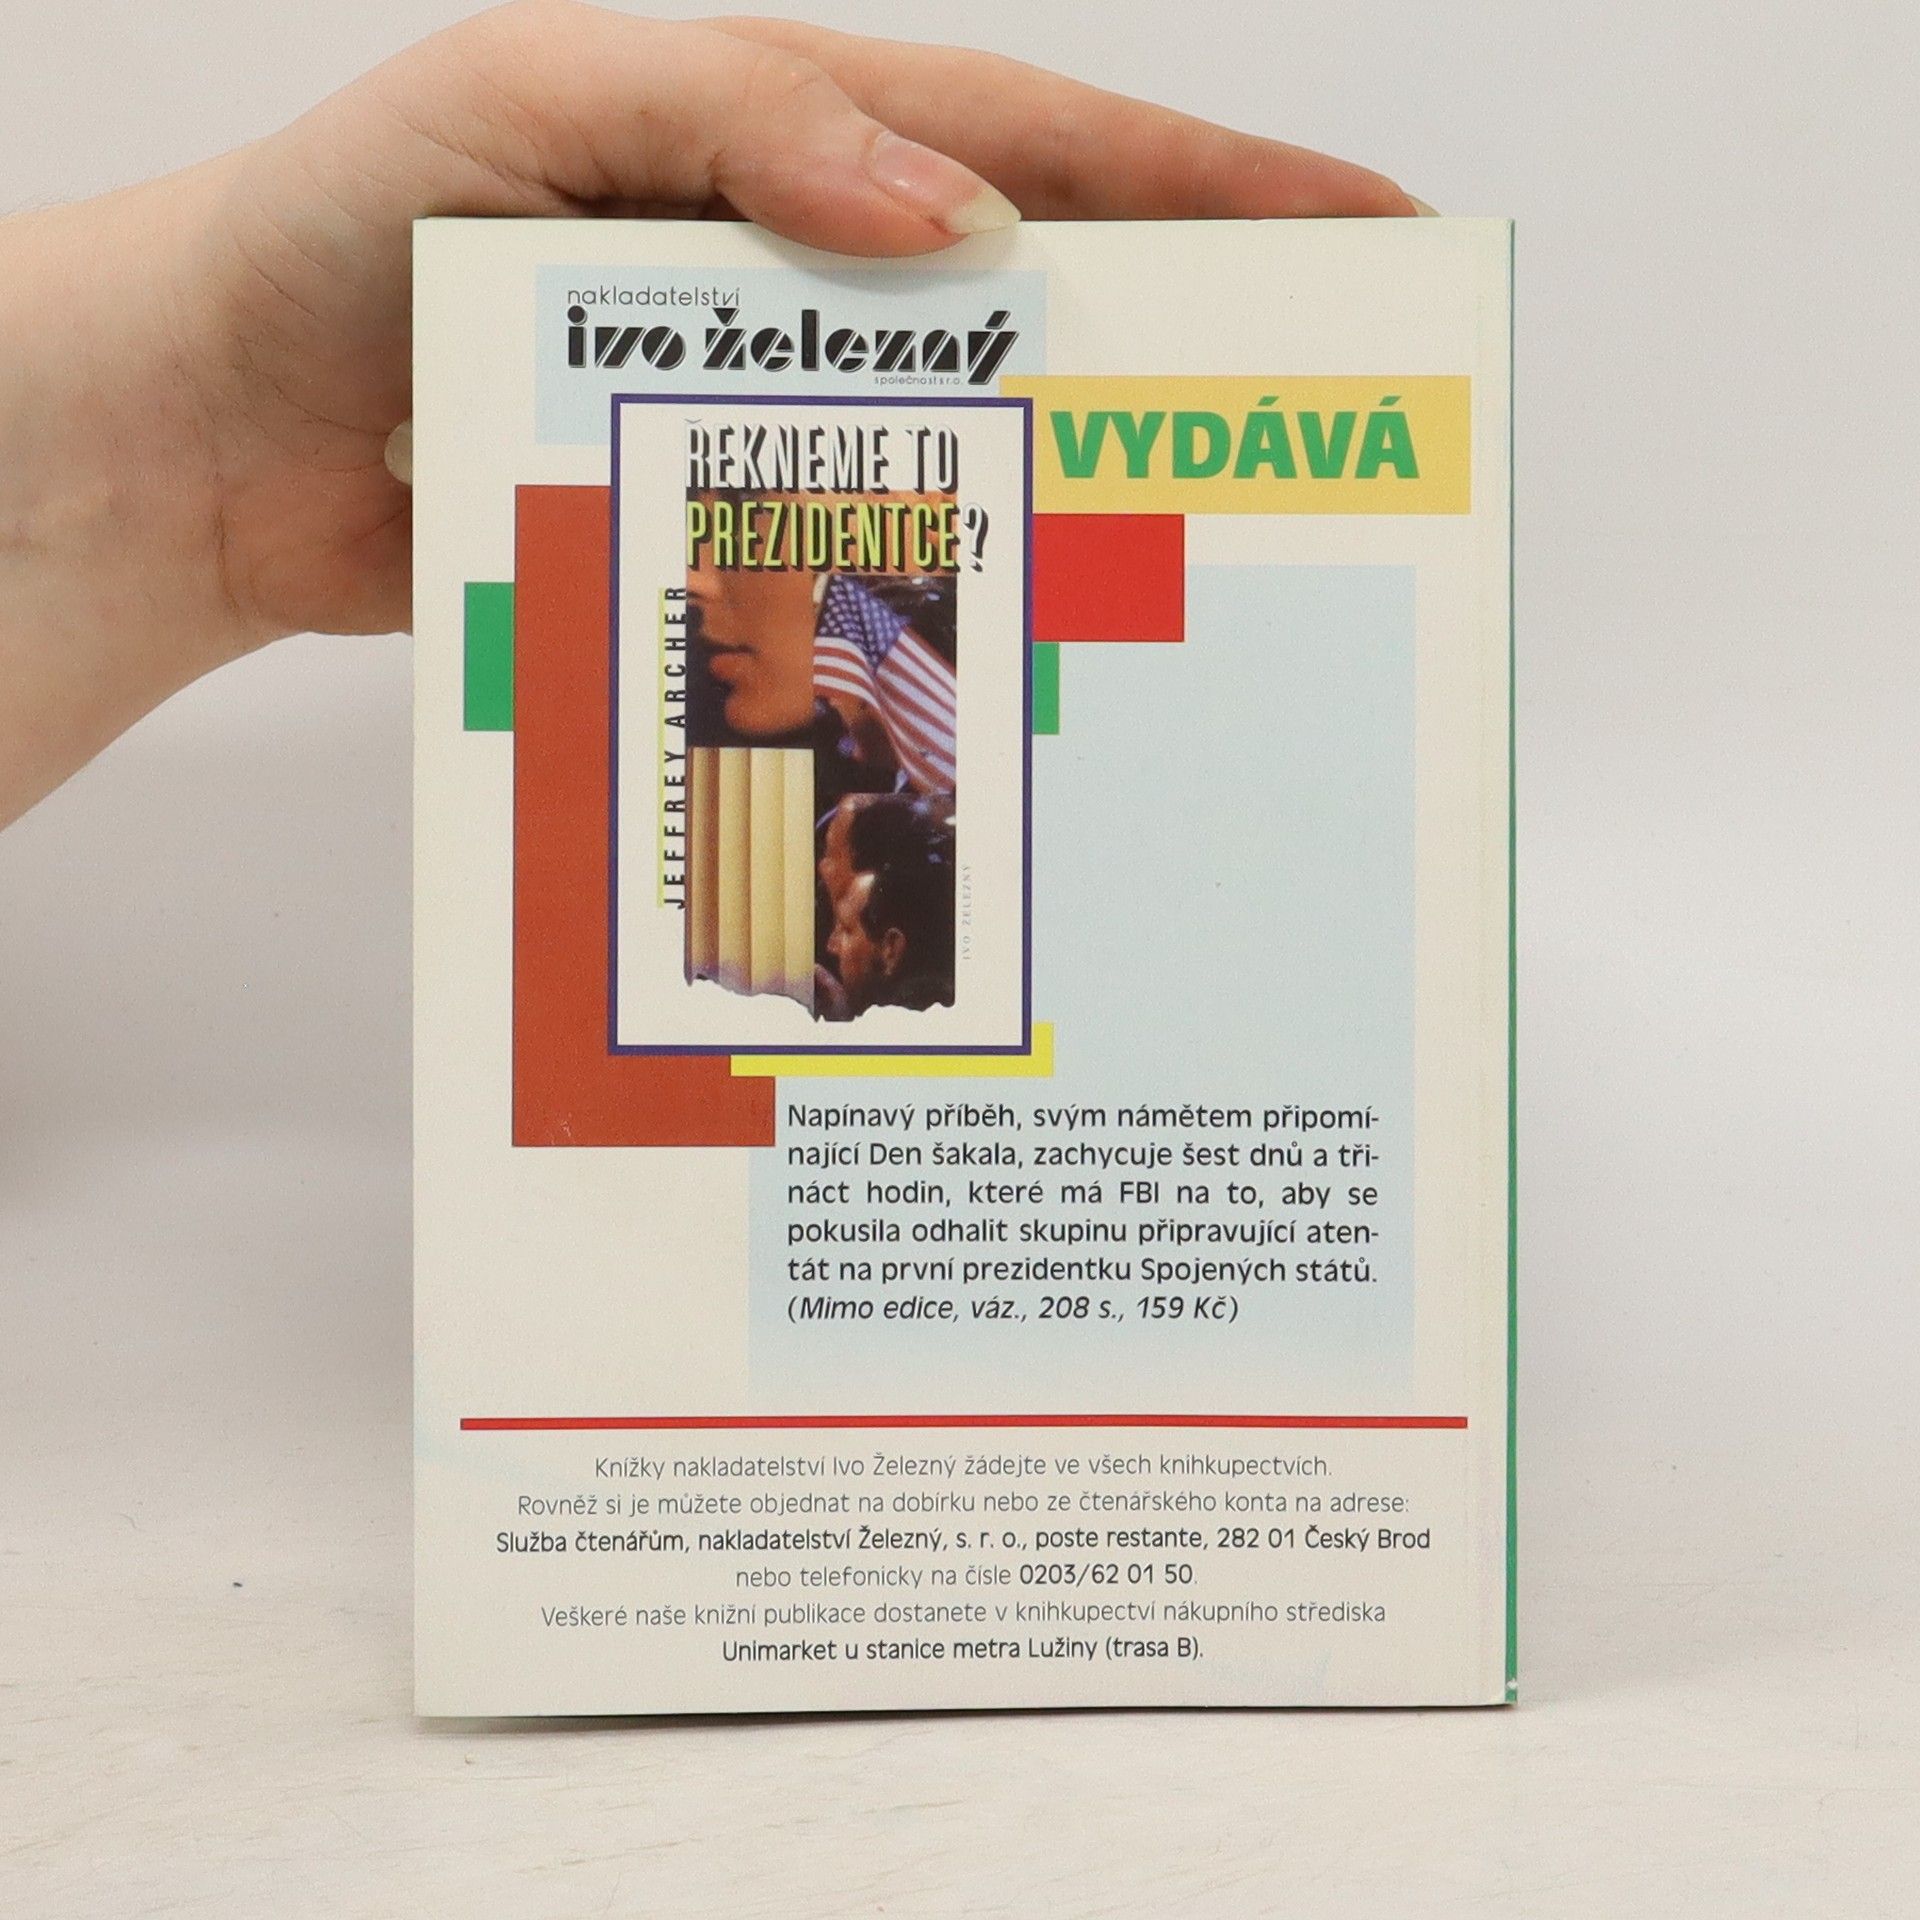 nakladatelství
ivo železný
společnost s r.o.
VYDÁVÁ
ŘEKNEME TO
PREZIDENTCE?
JEFFREY ARCHER
IVO ŽELEZNÝ
Napínavý příběh, svým námětem připomí-
nající Den šakala, zachycuje šest dnů a tři-
náct hodin, které má FBI na to, aby se
pokusila odhalit skupinu připravující aten-
tát na první prezidentku Spojených států.
(Mimo edice, váz., 208 s., 159 Kč)
Knížky nakladatelství Ivo Železný žádejte ve všech knihkupectvích.
Rovněž si je můžete objednat na dobírku nebo ze čtenářského konta na adrese:
Služba čtenářům, nakladatelství Železný, s. r. o., poste restante, 282 01 Český Brod
nebo telefonicky na čísle 0203/62 01 50.
Veškeré naše knižní publikace dostanete v knihkupectví nákupního střediska
Unimarket u stanice metra Lužiny (trasa B).